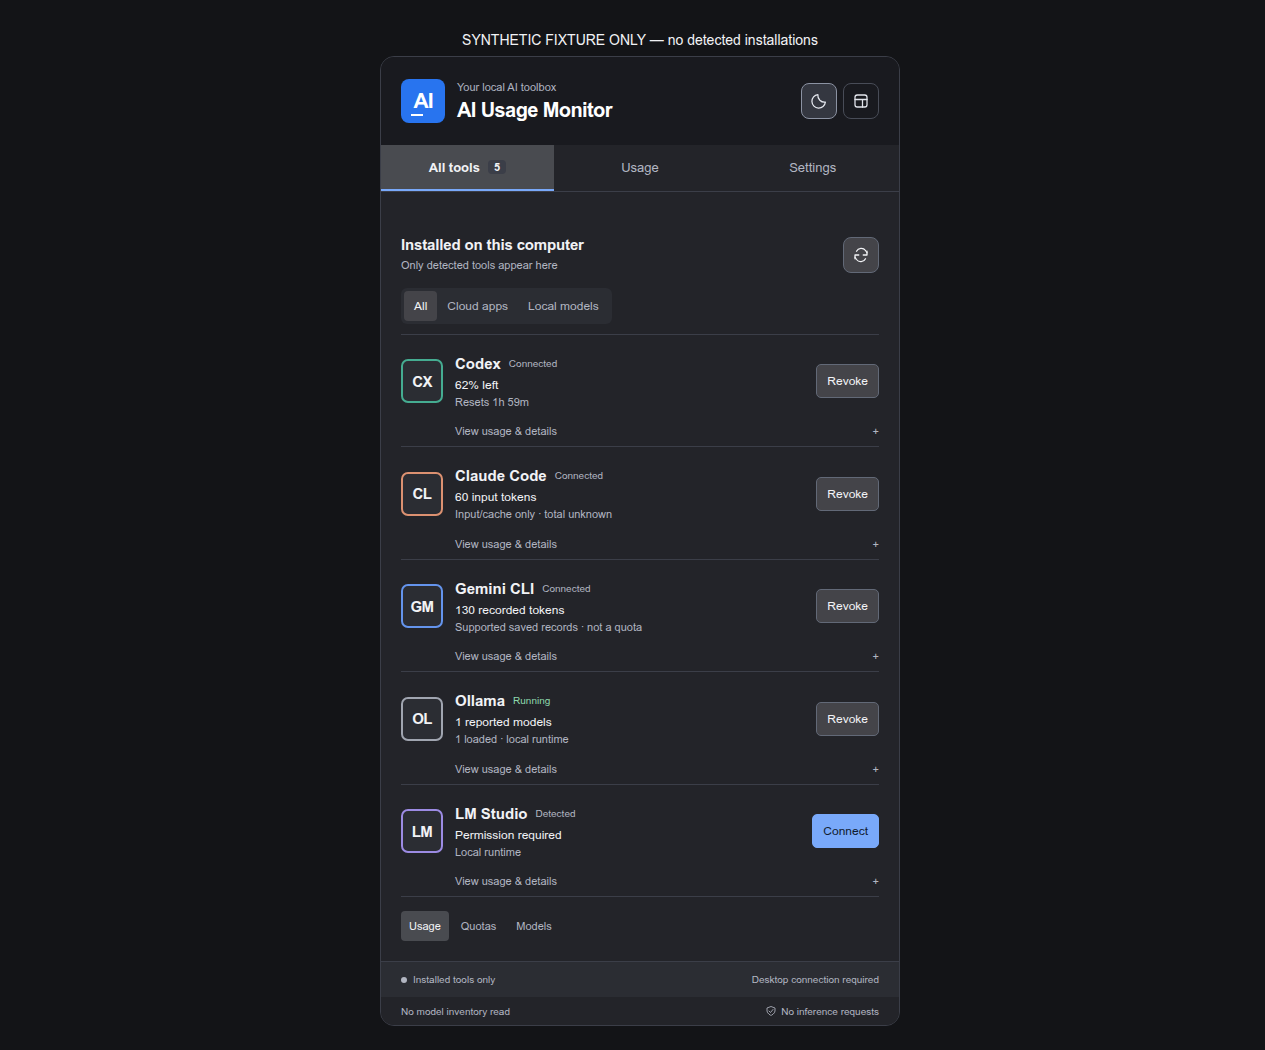 SYNTHETIC FIXTURE ONLY — no detected installations
AI
Your local AI toolbox
AI Usage Monitor
All tools 5
Usage
Settings
Installed on this computer
Only detected tools appear here
All
Cloud apps
Local models
CX
Codex Connected
62% left
Resets 1h 59m
Revoke
View usage & details +
CL
Claude Code Connected
60 input tokens
Input/cache only · total unknown
Revoke
View usage & details +
GM
Gemini CLI Connected
130 recorded tokens
Supported saved records · not a quota
Revoke
View usage & details +
OL
Ollama Running
1 reported models
1 loaded · local runtime
Revoke
View usage & details +
LM
LM Studio Detected
Permission required
Local runtime
Connect
View usage & details +
Usage
Quotas
Models
Installed tools only
Desktop connection required
No model inventory read
No inference requests